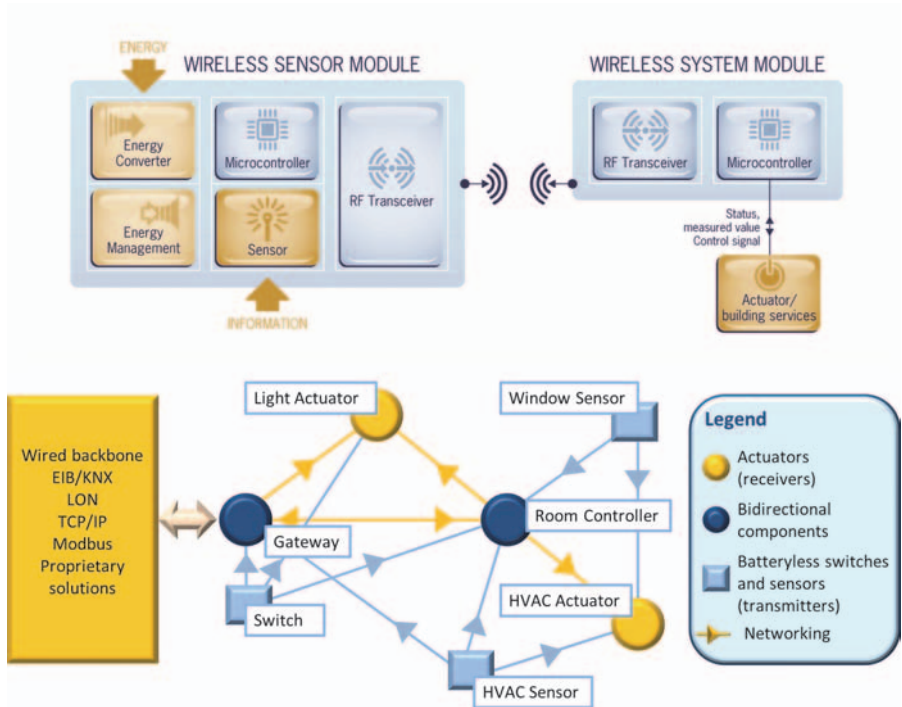 ENERGY
WIRELESS SENSOR MODULE
Energy
Converter
Microcontroller
RF Transceiver
Energy
Management
Sensor
INFORMATION
WIRELESS SYSTEM MODULE
RF Transceiver
Microcontroller
Status,
measured value
Control signal
Actuator/
building services
Wired backbone
EIB/KNX
LON
TCP/IP
Modbus
Proprietary
solutions
Light Actuator
Window Sensor
Gateway
Room Controller
Switch
HVAC Actuator
HVAC Sensor
Legend
Actuators
(receivers)
Bidirectional
components
Batteryless switches
and sensors
(transmitters)
Networking